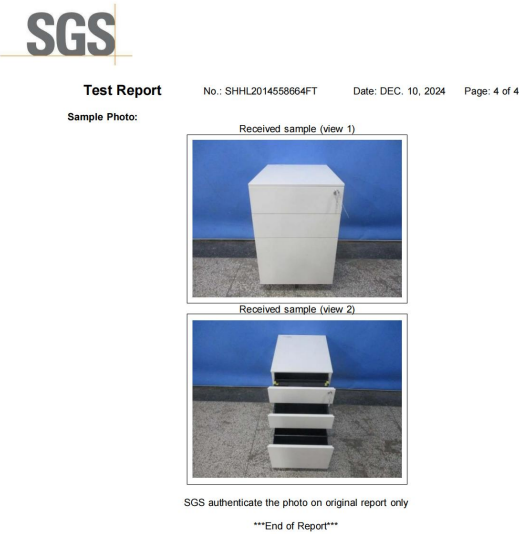 SGS
Test Report No.: SHHL2014558664FT Date: DEC. 10, 2024 Page: 4 of 4
Sample Photo:
Received sample (view 1)
Received sample (view 2)
SGS authenticate the photo on original report only
***End of Report***